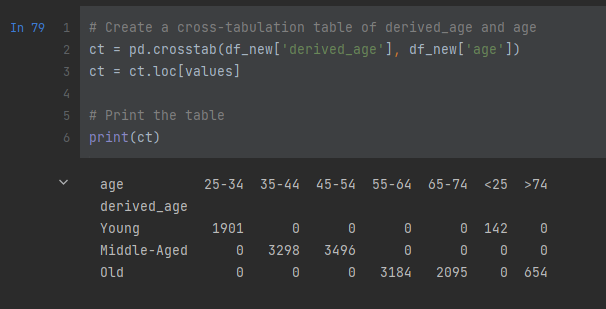 In 79
1 # Create a cross-tabulation table of derived_age and age
2 ct = pd.crosstab(df_new['derived_age'], df_new['age'])
3 ct = ct.loc[values]
4
5 # Print the table
6 print(ct)
age 25-34 35-44 45-54 55-64 65-74 <25 >74
derived_age
Young 1901 0 0 0 0 142 0
Middle-Aged 0 3298 3496 0 0 0 0
Old 0 0 0 3184 2095 0 654